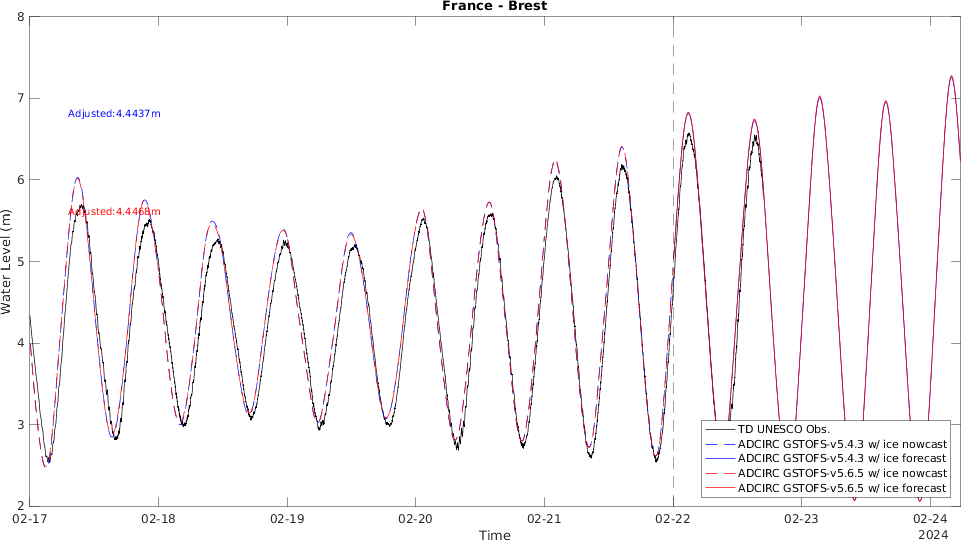 France - Brest
8
7
6
5
4
3
2
Water Level (m)
Adjusted:4.4437m
Adjusted:4.4468m
TD UNESCO Obs.
ADCIRC GSTOFS-v5.4.3 w/ ice nowcast
ADCIRC GSTOFS-v5.4.3 w/ ice forecast
ADCIRC GSTOFS-v5.6.5 w/ ice nowcast
ADCIRC GSTOFS-v5.6.5 w/ ice forecast
02-17 02-18 02-19 02-20 02-21 02-22 02-23 02-24
2024
Time